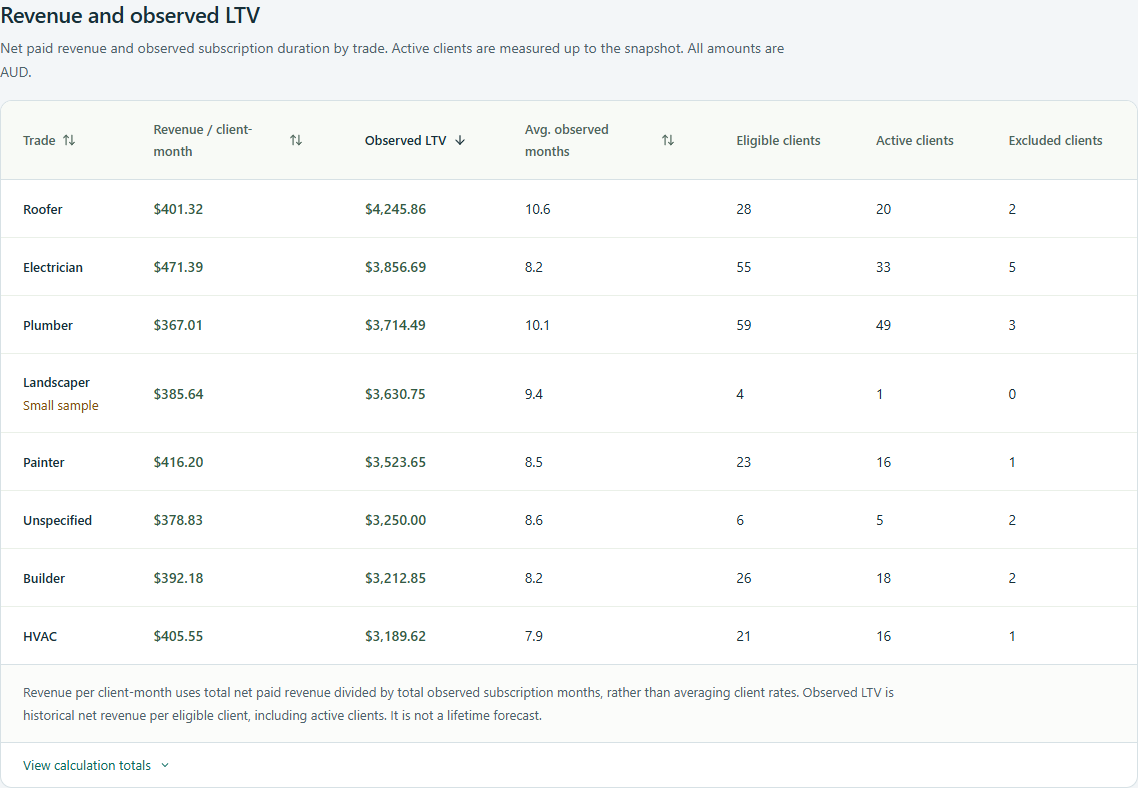 Revenue and observed LTV
Net paid revenue and observed subscription duration by trade. Active clients are measured up to the snapshot. All amounts are
AUD.
Trade Revenue / client-month Observed LTV Avg. observed months Eligible clients Active clients Excluded clients
Roofer $401.32 $4,245.86 10.6 28 20 2
Electrician $471.39 $3,856.69 8.2 55 33 5
Plumber $367.01 $3,714.49 10.1 59 49 3
Landscaper $385.64 $3,630.75 9.4 4 1 0
Small sample
Painter $416.20 $3,523.65 8.5 23 16 1
Unspecified $378.83 $3,250.00 8.6 6 5 2
Builder $392.18 $3,212.85 8.2 26 18 2
HVAC $405.55 $3,189.62 7.9 21 16 1
Revenue per client-month uses total net paid revenue divided by total observed subscription months, rather than averaging client rates. Observed LTV is
historical net revenue per eligible client, including active clients. It is not a lifetime forecast.
View calculation totals